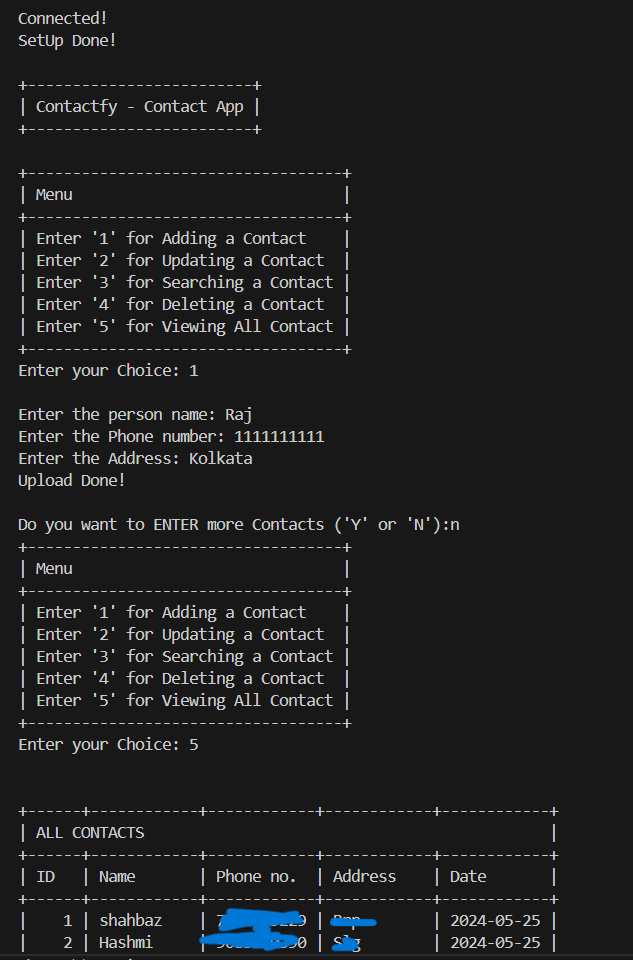 Connected!
SetUp Done!
+-------------------------+
| Contactfy - Contact App |
+-------------------------+
+-----------------------------------+
| Menu                              |
+-----------------------------------+
| Enter '1' for Adding a Contact    |
| Enter '2' for Updating a Contact  |
| Enter '3' for Searching a Contact |
| Enter '4' for Deleting a Contact  |
| Enter '5' for Viewing All Contact |
+-----------------------------------+
Enter your Choice: 1
Enter the person name: Raj
Enter the Phone number: 1111111111
Enter the Address: Kolkata
Upload Done!
Do you want to ENTER more Contacts ('Y' or 'N'):n
+-----------------------------------+
| Menu                              |
+-----------------------------------+
| Enter '1' for Adding a Contact    |
| Enter '2' for Updating a Contact  |
| Enter '3' for Searching a Contact |
| Enter '4' for Deleting a Contact  |
| Enter '5' for Viewing All Contact |
+-----------------------------------+
Enter your Choice: 5
+------+------------+------------+------------+------------+
| ALL CONTACTS                                             |
+------+------------+------------+------------+------------+
| ID   | Name       | Phone no.  | Address    | Date       |
+------+------------+------------+------------+------------+
|    1 | shahbaz    |            |            | 2024-05-25 |
|    2 | Hashmi     |            |            | 2024-05-25 |